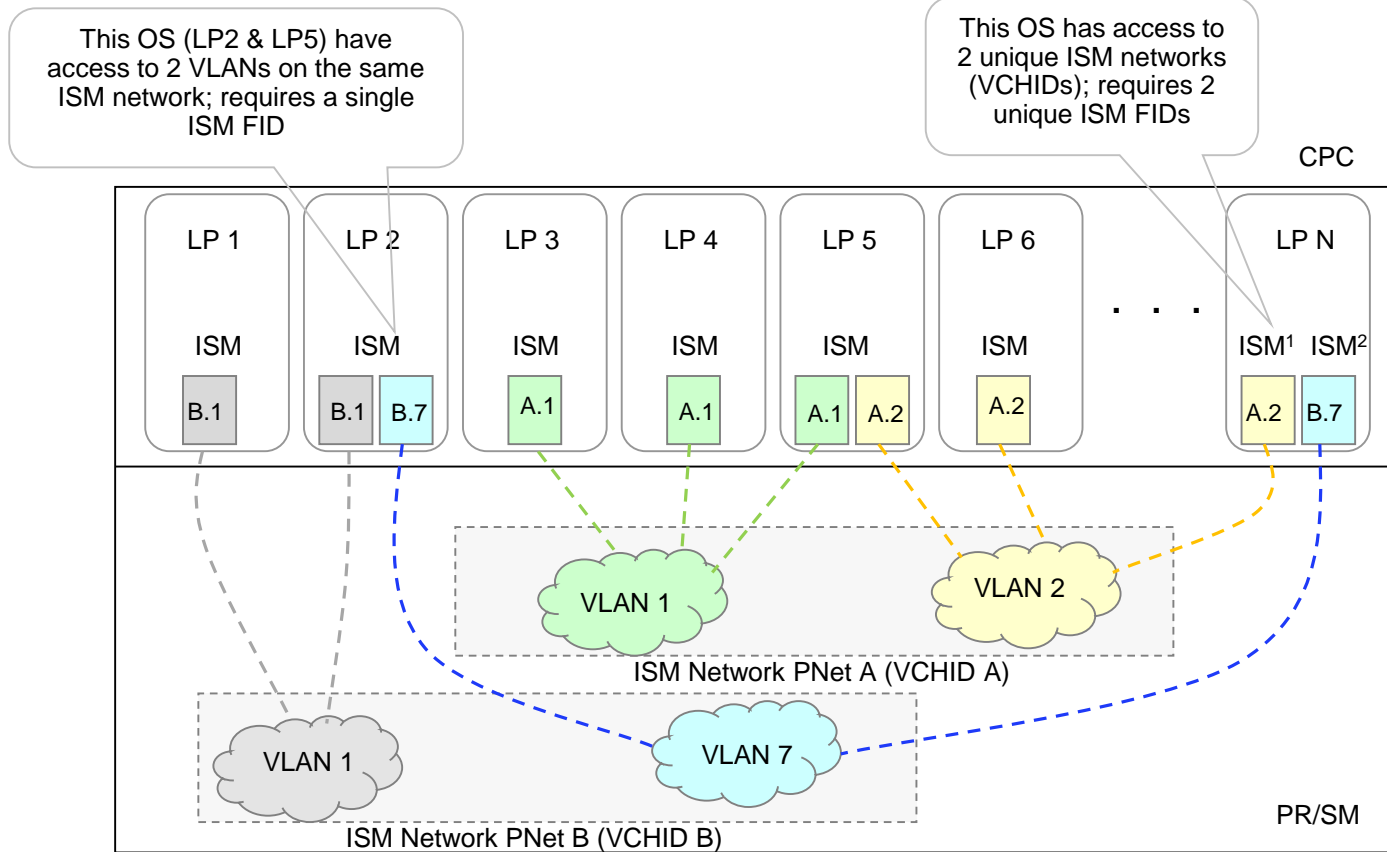 This OS (LP2 & LP5) have
access to 2 VLANs on the same
ISM network; requires a single
ISM FID
This OS has access to
2 unique ISM networks
(VCHIDs); requires 2
unique ISM FIDs
CPC
LP 1
LP 2
LP 3
LP 4
LP 5
LP 6
LP N
. . .
ISM
ISM
ISM
ISM
ISM
ISM
ISM¹
ISM²
B.1
B.1
B.7
A.1
A.1
A.1
A.2
A.2
A.2
B.7
VLAN 1
VLAN 2
ISM Network PNet A (VCHID A)
VLAN 1
VLAN 7
ISM Network PNet B (VCHID B)
PR/SM